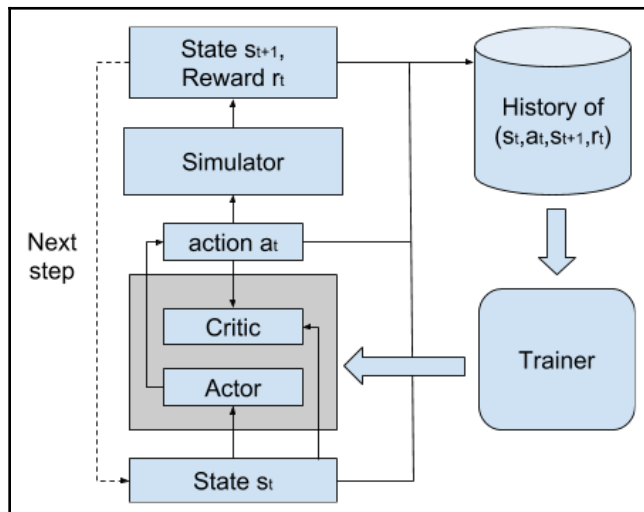 State st+1,
Reward rt
History of
(st,at,st+1,rt)
Simulator
Next
step
action at
Critic
Trainer
Actor
State st